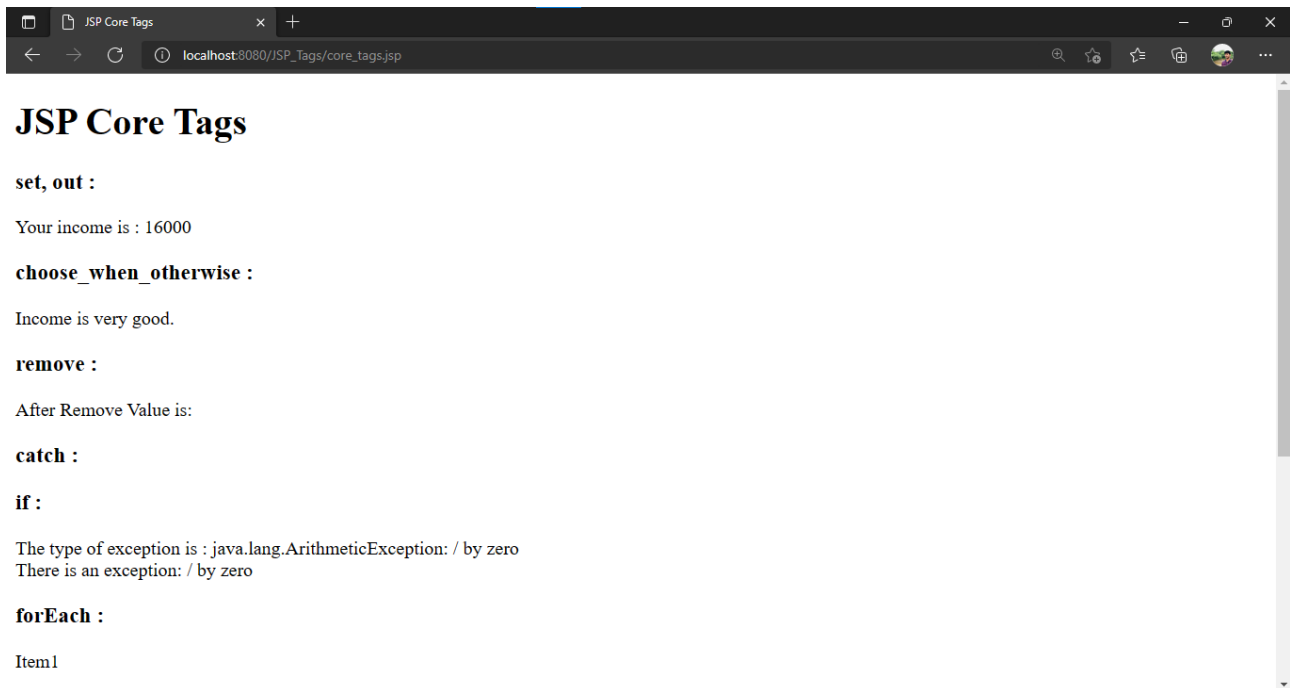 JSP Core Tags
localhost:8080/JSP_Tags/core_tags.jsp
JSP Core Tags
set, out :
Your income is : 16000
choose_when_otherwise :
Income is very good.
remove :
After Remove Value is:
catch :
if :
The type of exception is : java.lang.ArithmeticException: / by zero
There is an exception: / by zero
forEach :
Item1